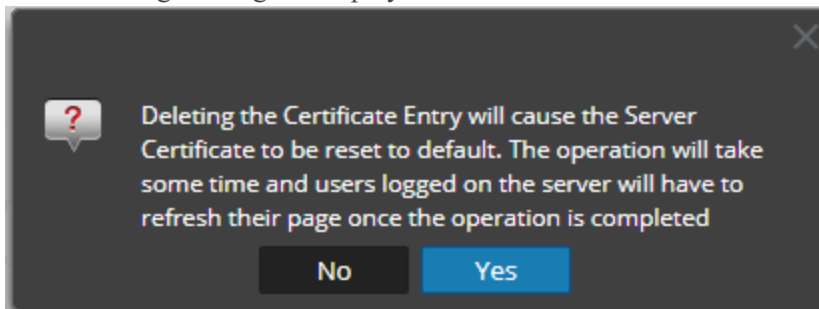 ?
Deleting the Certificate Entry will cause the Server
Certificate to be reset to default. The operation will take
some time and users logged on the server will have to
refresh their page once the operation is completed
No Yes